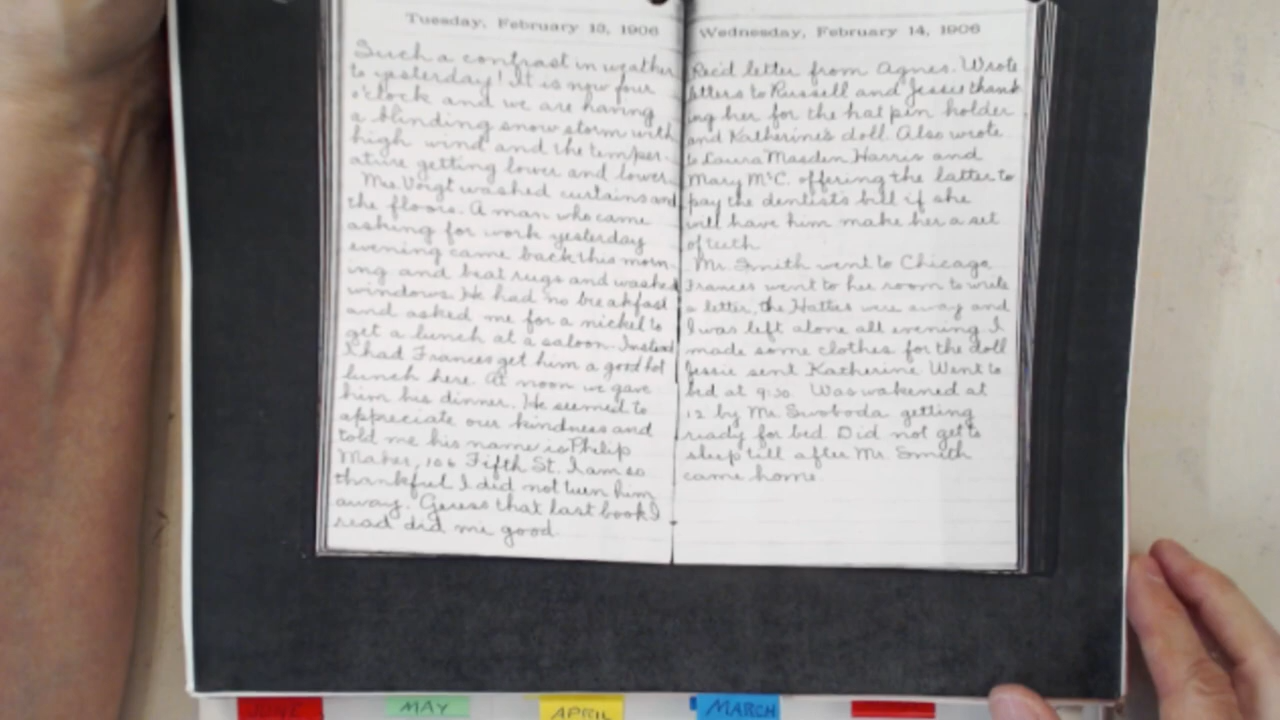 Tuesday, February 13, 1906
Such a contrast in weather
to yesterday! It is now four
o'clock and we are having
a blinding snow storm with
high wind and the temper-
ature getting lower and lower.
Mrs. Voigt washed curtains and
the floors. A man who came
asking for work yesterday
evening came back this morn-
ing and beat rugs and washed
windows. He had no breakfast
and asked me for a nickel to
get a lunch at a saloon. Instead
I had Frances get him a good hot
lunch here. At noon we gave
him his dinner. He seemed to
appreciate our kindness and
told me his name is Philip
Maher, 106 Fifth St. I am so
thankful I did not turn him
away. Guess that last book I
read did me good
Wednesday, February 14, 1906
Rec'd letter from Agnes. Wrote
letters to Russell and Jessie thank
ing her for the hat pin holder
and Katherine's doll. Also wrote
to Laura Masden Harris and
Mary McC. offering the latter to
pay the dentists bill if she
will have him make her a set
of teeth
Mr. Smith went to Chicago
Frances went to her room to write
a letter, the Hatties were away and
I was left alone all evening. I
made some clothes for the doll
Jessie sent Katherine Went to
bed at 9:30. Was wakened at
12 by Mr. Swoboda getting
ready for bed Did not get to
sleep till after Mr. Smith
came home
JUNE
MAY
APRIL
MARCH